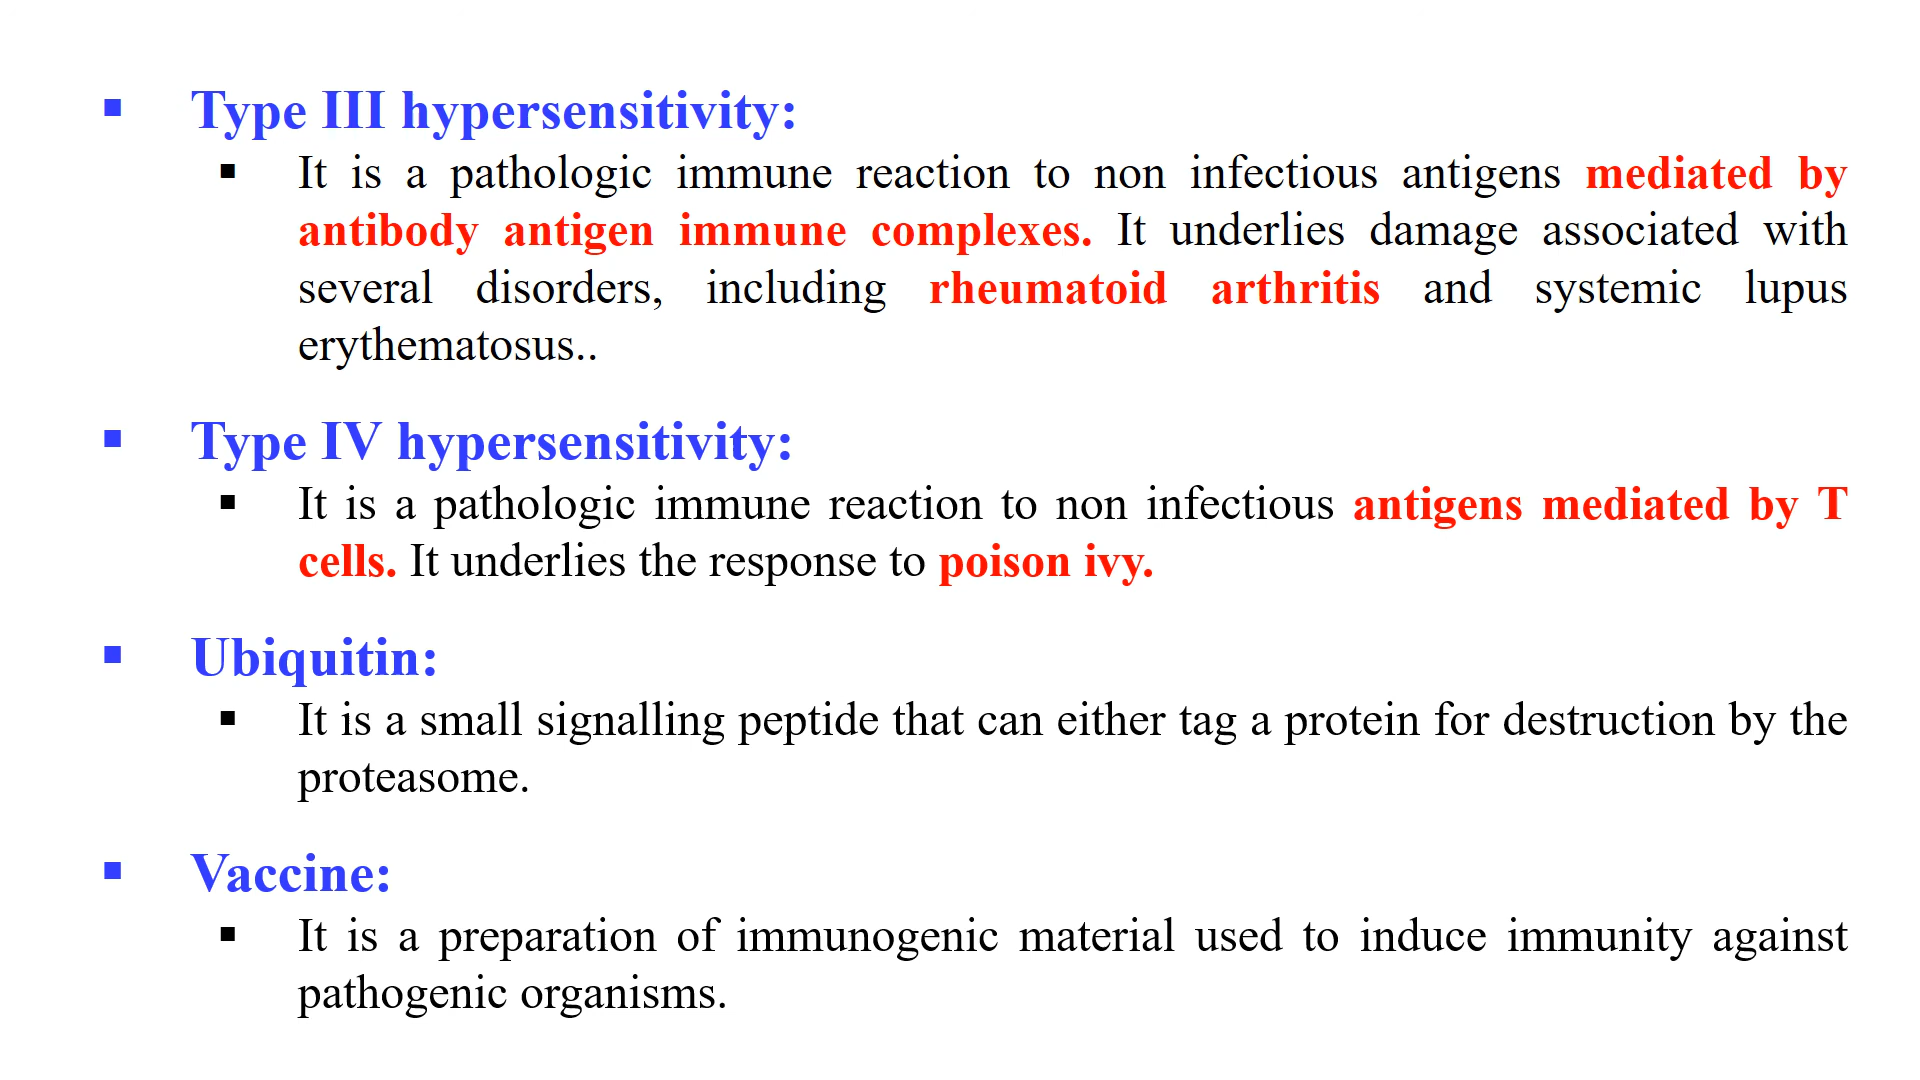 Type III hypersensitivity:
It is a pathologic immune reaction to non infectious antigens mediated by
antibody antigen immune complexes. It underlies damage associated with
several disorders, including rheumatoid arthritis and systemic lupus
erythematosus..
Type IV hypersensitivity:
It is a pathologic immune reaction to non infectious antigens mediated by T
cells. It underlies the response to poison ivy.
Ubiquitin:
It is a small signalling peptide that can either tag a protein for destruction by the
proteasome.
Vaccine:
It is a preparation of immunogenic material used to induce immunity against
pathogenic organisms.